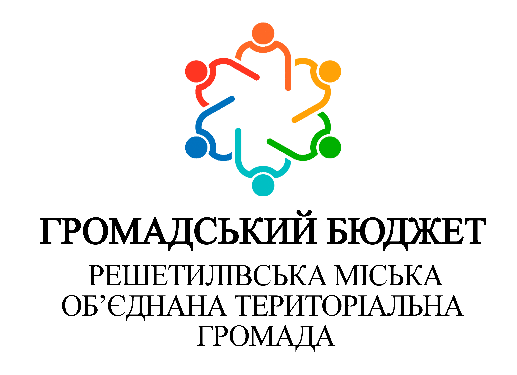 ГРОМАДСЬКИЙ БЮДЖЕТ
РЕШЕТИЛІВСЬКА МІСЬКА
ОБ’ЄДНАНА ТЕРИТОРІАЛЬНА
ГРОМАДА